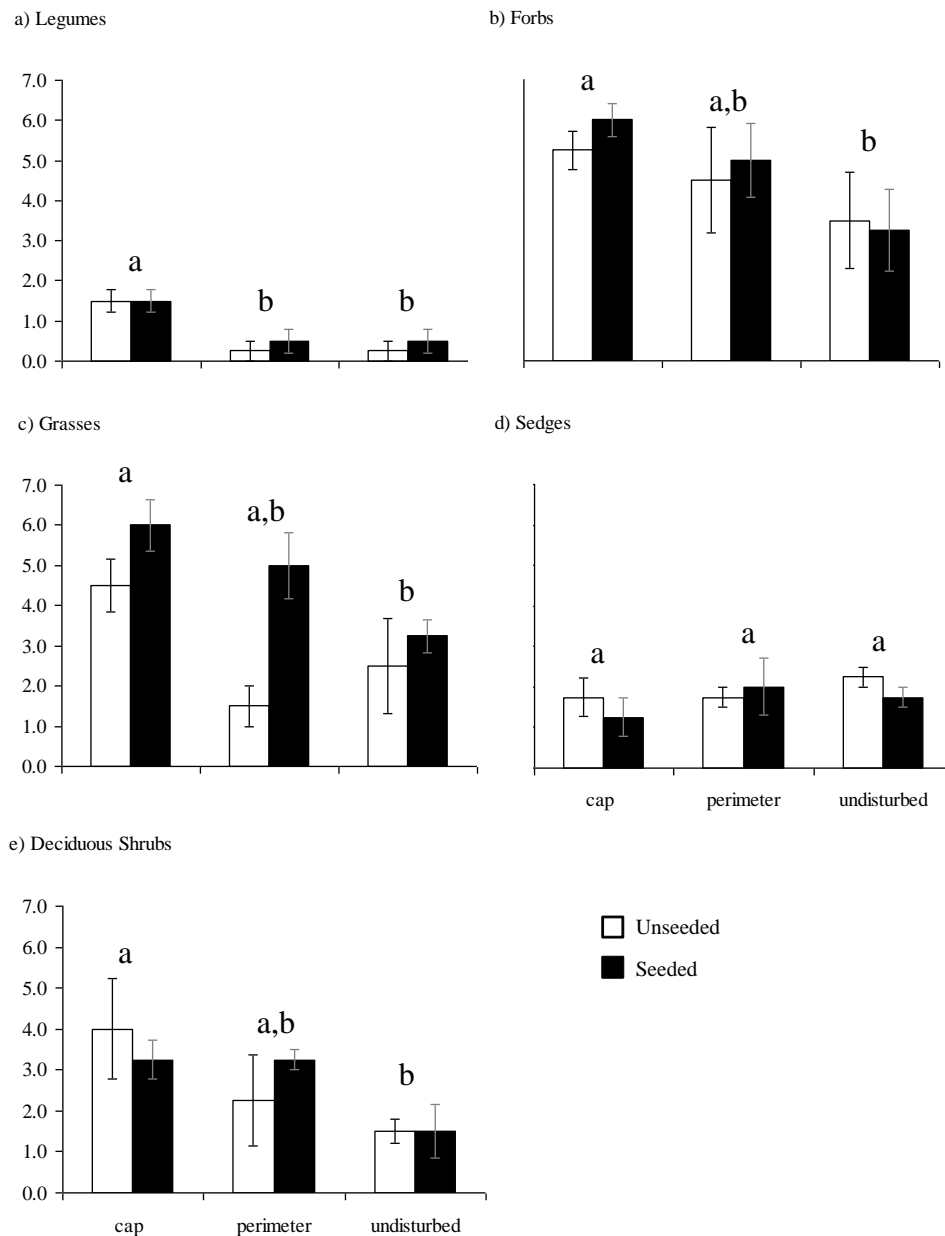 a) Legumes
7.0
6.0
5.0
4.0
3.0
2.0
1.0
0.0
a
b
b
b) Forbs
a
a,b
b
c) Grasses
7.0
6.0
5.0
4.0
3.0
2.0
1.0
0.0
a
a,b
b
d) Sedges
a
a
a
cap perimeter undisturbed
e) Deciduous Shrubs
7.0
6.0
5.0
4.0
3.0
2.0
1.0
0.0
a
a,b
b
cap perimeter undisturbed
Unseeded
Seeded